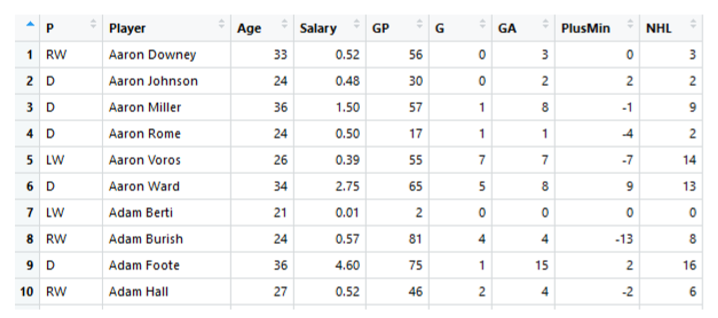 P Player Age Salary GP G GA PlusMin NHL
1 RW Aaron Downey 33 0.52 56 0 3 0 3
2 D Aaron Johnson 24 0.48 30 0 2 2 2
3 D Aaron Miller 36 1.50 57 1 8 -1 9
4 D Aaron Rome 24 0.50 17 1 1 -4 2
5 LW Aaron Voros 26 0.39 55 7 7 -7 14
6 D Aaron Ward 34 2.75 65 5 8 9 13
7 LW Adam Berti 21 0.01 2 0 0 0 0
8 RW Adam Burish 24 0.57 81 4 4 -13 8
9 D Adam Foote 36 4.60 75 1 15 2 16
10 RW Adam Hall 27 0.52 46 2 4 -2 6